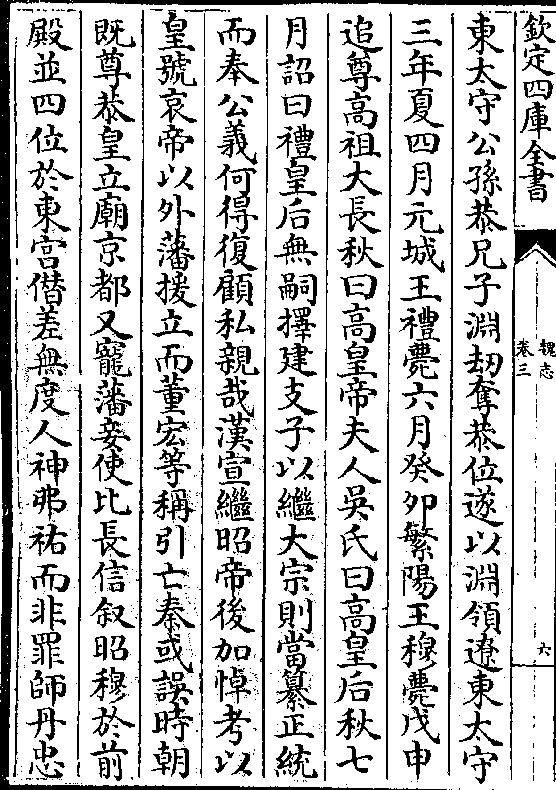 欽定四庫全書
魏志
卷三
六
東太守公孫恭兄子淵劫奪恭位遂以淵領遼東太守
三年夏四月元城王禮薨六月癸卯繁陽王穆薨戊申
追尊高祖大長秋曰高皇帝夫人吳氏曰高皇后秋七
月詔曰禮皇后無嗣擇建支子以繼大宗則當纂正統
而奉公義何得復顧私親哉漢宣繼昭帝後加悼考以
皇號哀帝以外藩援立而董宏等稱引亡秦或誤時朝
既尊恭皇立廟京都又寵藩妾使比長信叙昭穆於前
殿並四位於東宫僭差無度人神弗祐而非罪師丹忠